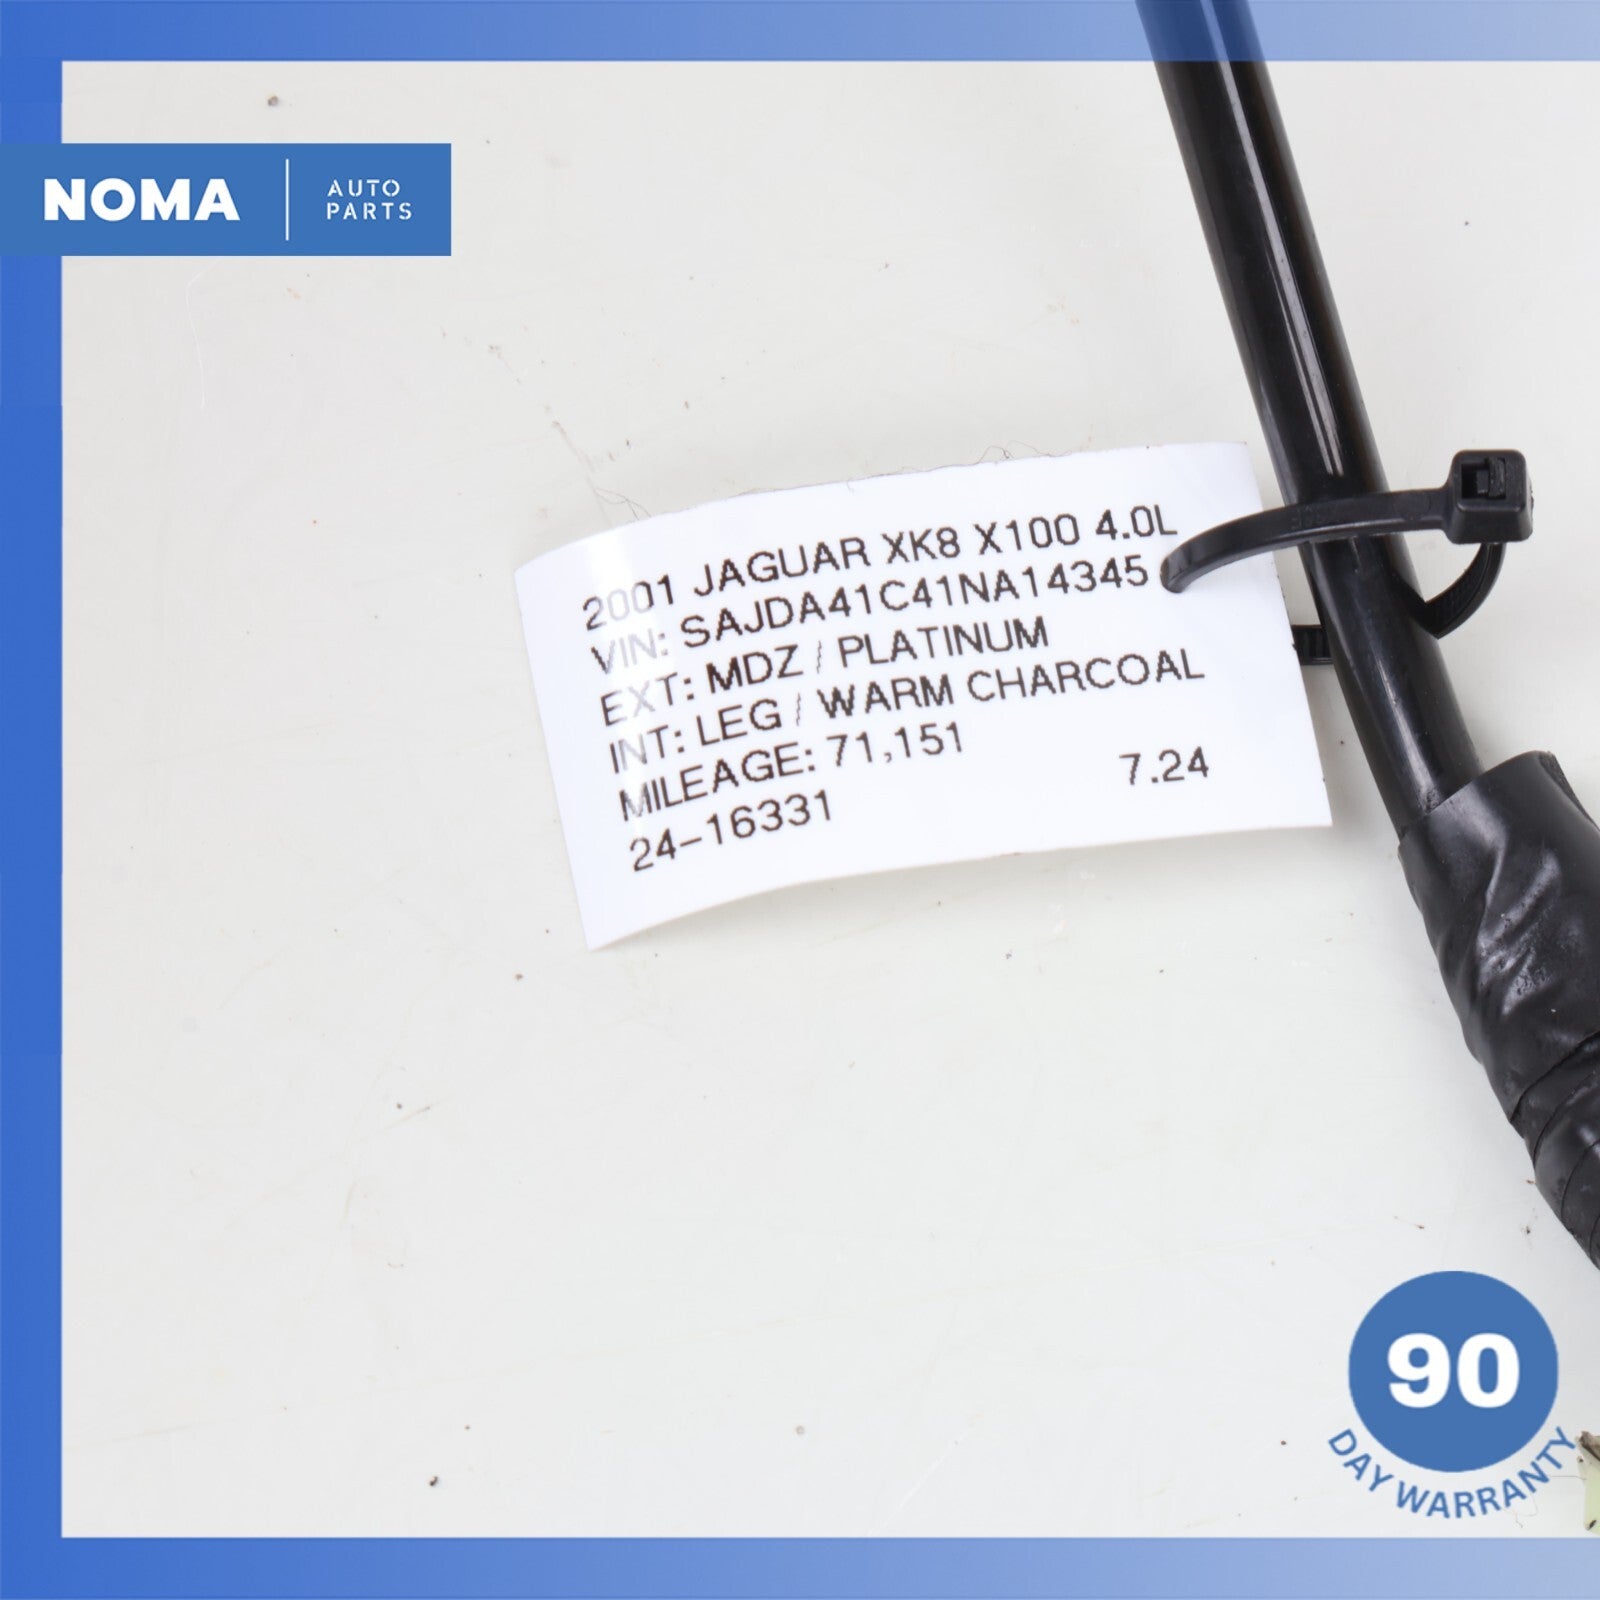 NOMA
AUTO
PARTS
2001 JAGUAR XK8 X100 4.0L
VIN: SAJDA41C41NA14345
EXT: MDZ / PLATINUM
INT: LEG / WARM CHARCOAL
MILEAGE: 71,151
7.24
24-16331
90
DAY WARRANTY